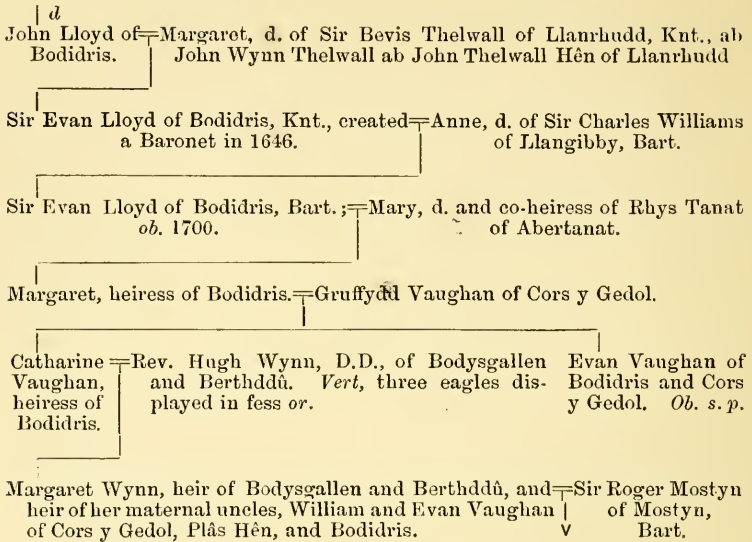 d
John Lloyd of=Margaret, d. of Sir Bevis Thelwall of Llanrhudd, Knt., ab
Bodidris. John Wynn Thelwall ab John Thelwall Hên of Llanrhudd
Sir Evan Lloyd of Bodidris, Knt., created=Anne, d. of Sir Charles Williams
a Baronet in 1646. of Llangibby, Bart.
Sir Evan Lloyd of Bodidris, Bart.;=Mary, d. and co-heiress of Rhys Tanat
ob. 1700. of Abertanat.
Margaret, heiress of Bodidris.=Gruffydd Vaughan of Cors y Gedol.
Catharine=Rev. Hugh Wynn, D.D., of Bodysgallen Evan Vaughan of
Vaughan, and Berthddû. Vert, three eagles dis- Bodidris and Cors
heiress of played in fess or. y Gedol. Ob. s. p.
Bodidris.
Margaret Wynn, heir of Bodysgallen and Berthddû, and=Sir Roger Mostyn
heir of her maternal uncles, William and Evan Vaughan of Mostyn,
of Cors y Gedol, Plâs Hên, and Bodidris. v Bart.